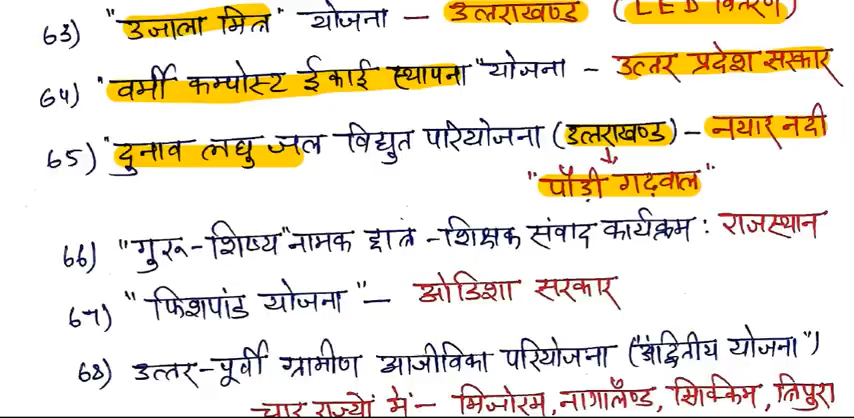 63) "उजाला मित्र" योजना – उत्तराखण्ड (LED वितरण)
64) "वर्मी कम्पोस्ट ईकाई स्थापना" योजना – उत्तर प्रदेश सरकार
65) "दुनाव लघु जल विद्युत परियोजना (उत्तराखण्ड) – नयार नदी
↓
"पौड़ी गढ़वाल"
66) "गुरू-शिष्य" नामक छात्र-शिक्षक संवाद कार्यक्रम : राजस्थान
67) "फिशपांड योजना" – ओडिशा सरकार
68) उत्तर-पूर्वी ग्रामीण आजीविका परियोजना ("अद्वितीय योजना")
– चार राज्यों में – मिजोरम, नागालैण्ड, सिक्किम, त्रिपुरा